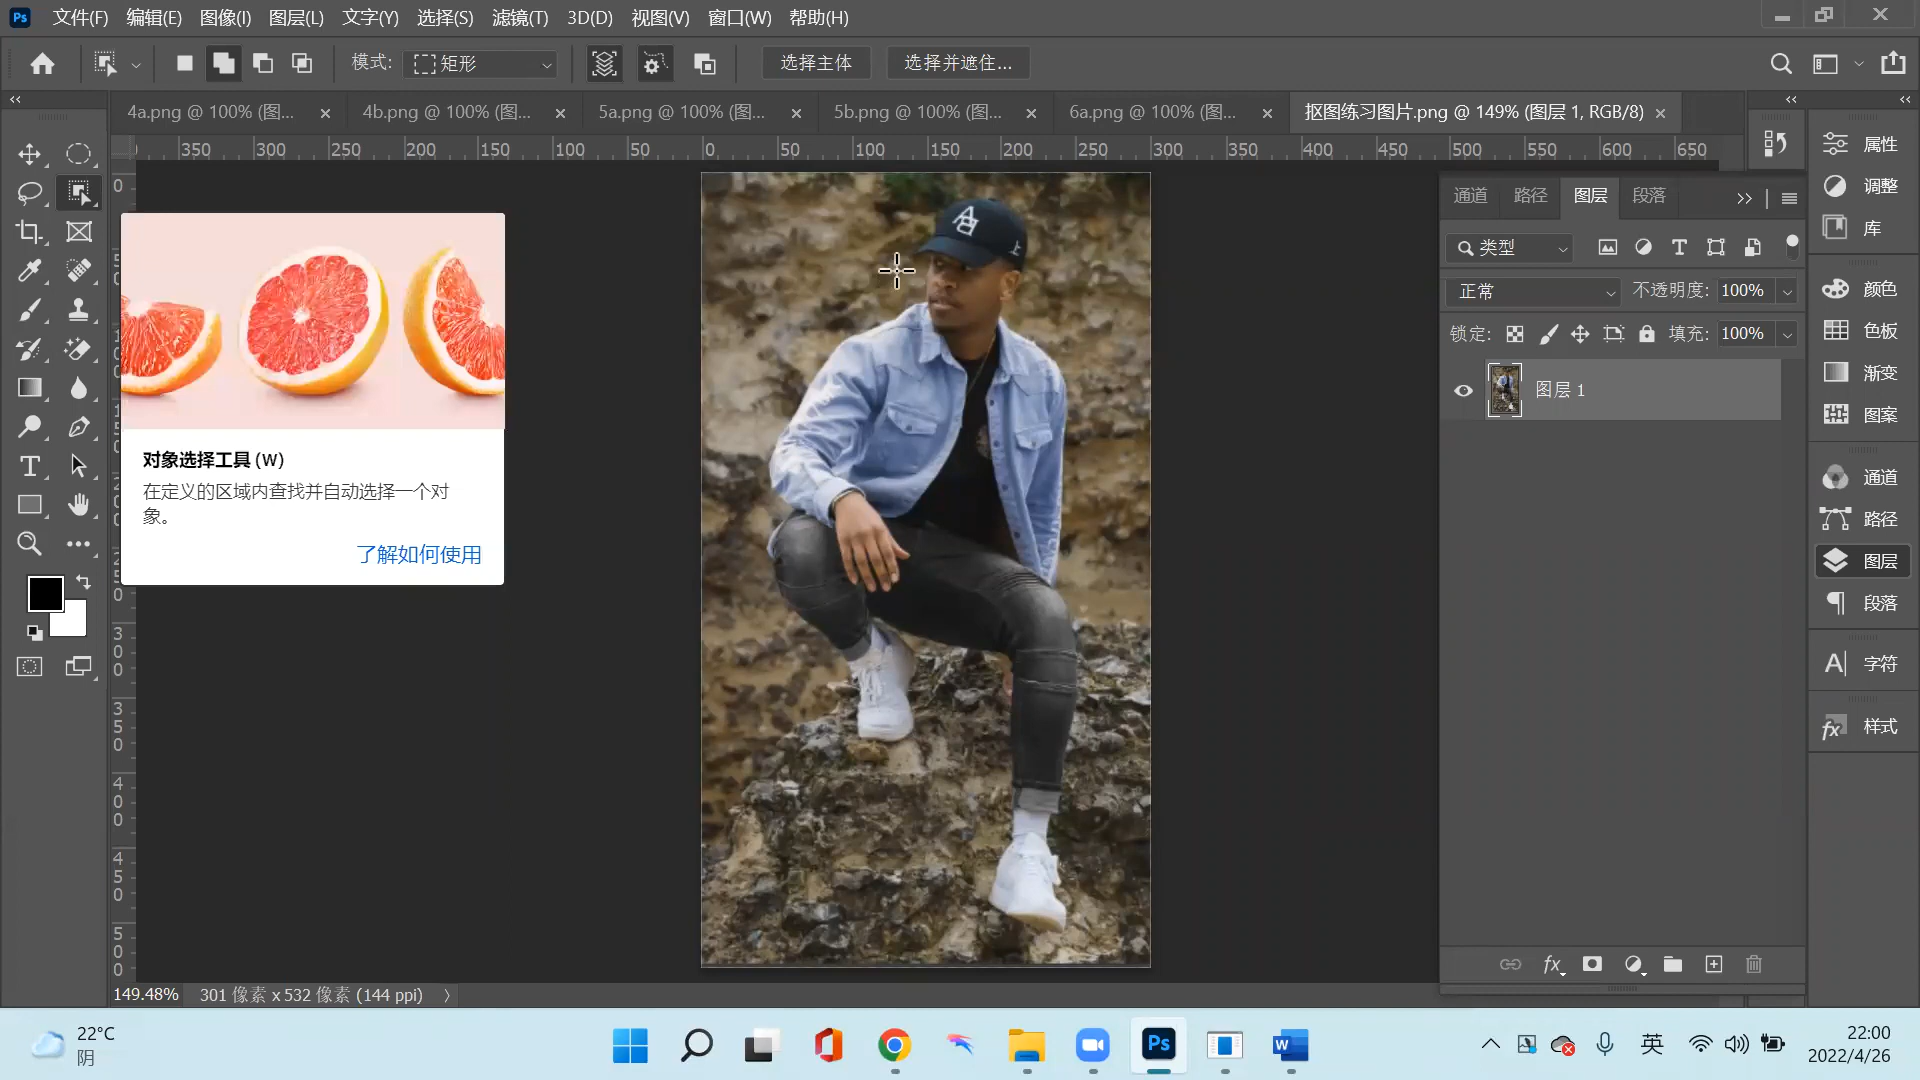 Ps 文件(F) 编辑(E) 图像(I) 图层(L) 文字(Y) 选择(S) 滤镜(T) 3D(D) 视图(V) 窗口(W) 帮助(H)
模式: 矩形 选择主体 选择并遮住...
4a.png @ 100% (图... × 4b.png @ 100% (图... × 5a.png @ 100% (图... × 5b.png @ 100% (图... × 6a.png @ 100% (图... × 抠图练习图片.png @ 149% (图层 1, RGB/8) ×
350 300 250 200 150 100 50 0 50 100 150 200 250 300 350 400 450 500 550 600 650
对象选择工具 (W)
在定义的区域内查找并自动选择一个对
象。
了解如何使用
0
300
350
400
450
500
通道 路径 图层 段落
类型
正常 不透明度: 100%
锁定: 填充: 100%
图层 1
属性
调整
库
颜色
色板
渐变
图案
通道
路径
图层
段落
字符
样式
149.48% 301 像素 x 532 像素 (144 ppi)
22°C
阴
Ps
W
英
22:00
2022/4/26